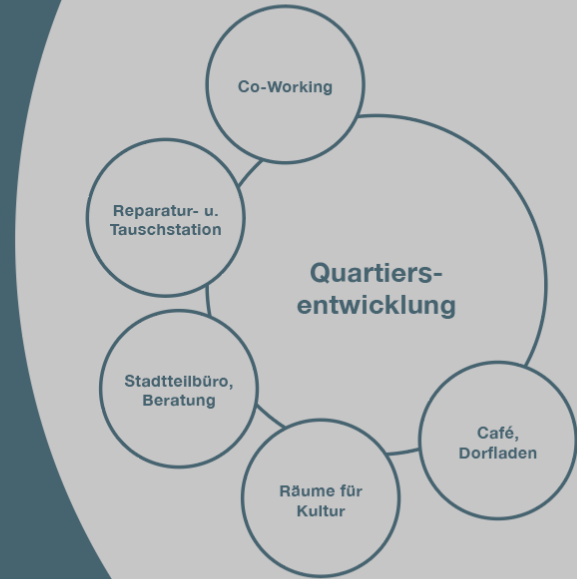 Co-Working
Reparatur- u.
Tauschstation
Quartiers-
entwicklung
Stadtteilbüro,
Beratung
Café,
Dorfladen
Räume für
Kultur